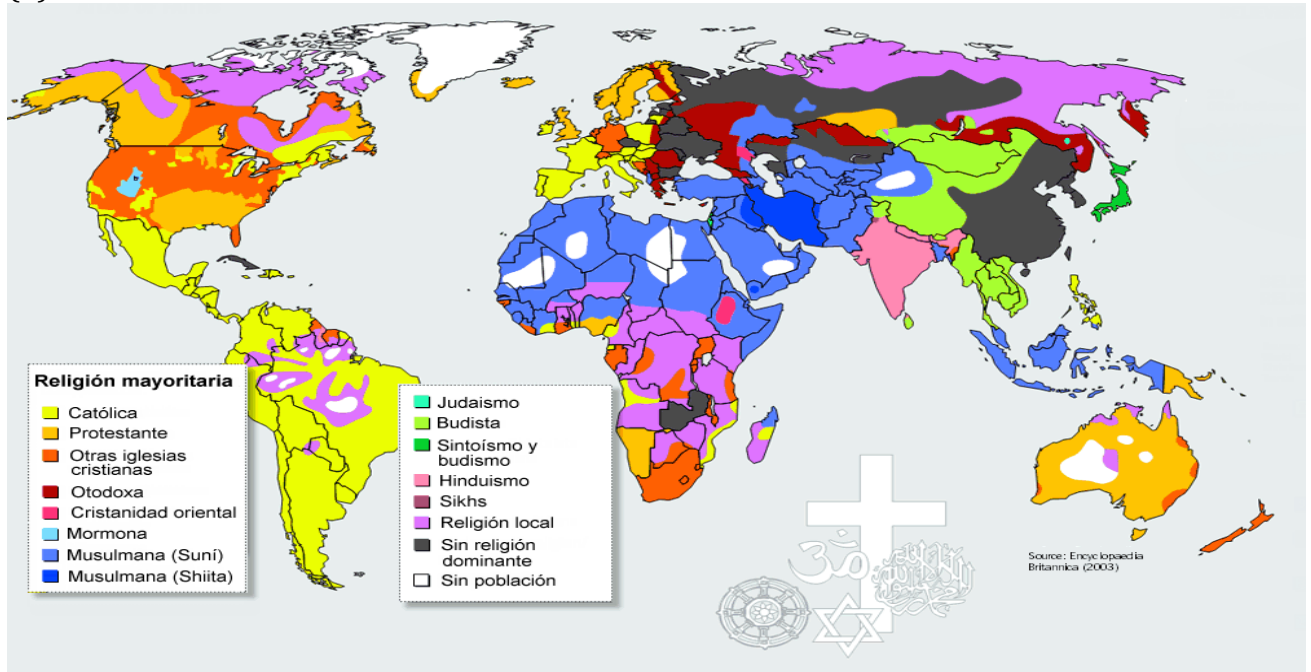 Religión mayoritaria
Católica
Protestante
Otras iglesias
cristianas
Otodoxa
Cristanidad oriental
Mormona
Musulmana (Suní)
Musulmana (Shiita)
Judaismo
Budista
Sintoísmo y
budismo
Hinduismo
Sikhs
Religión local
Sin religión
dominante
Sin población
Source: Encyclopaedia
Britannica (2003)